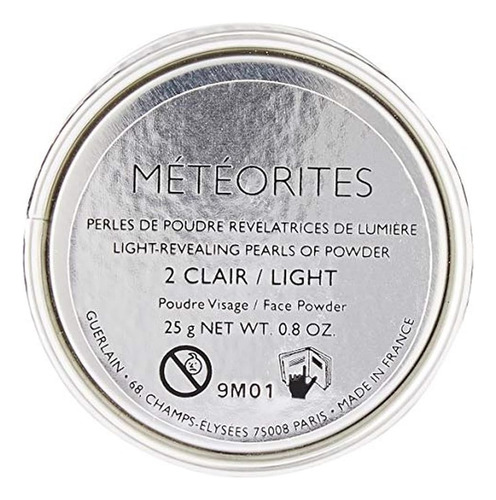 MÉTÉORITES
PERLES DE POUDRE RÉVÉLATRICES DE LUMIÈRE
LIGHT-REVEALING PEARLS OF POWDER
2 CLAIR / LIGHT
Poudre Visage / Face Powder
25 g NET WT. 0.8 OZ.
9M01
GUERLAIN • 68 CHAMPS-ELYSEES 75008 PARIS • MADE IN FRANCE